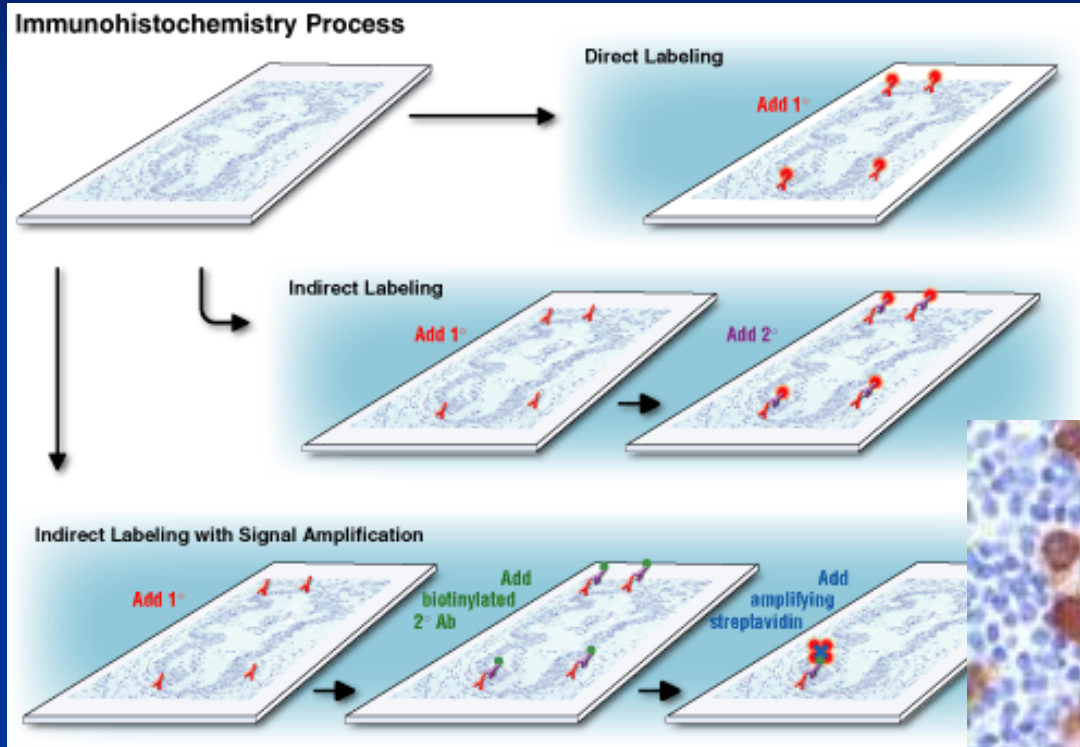 Immunohistochemistry Process
Direct Labeling
Add 1°
Indirect Labeling
Add 1°
Add 2°
Indirect Labeling with Signal Amplification
Add 1°
Add
biotinylated
2° Ab
Add
amplifying
streptavidin